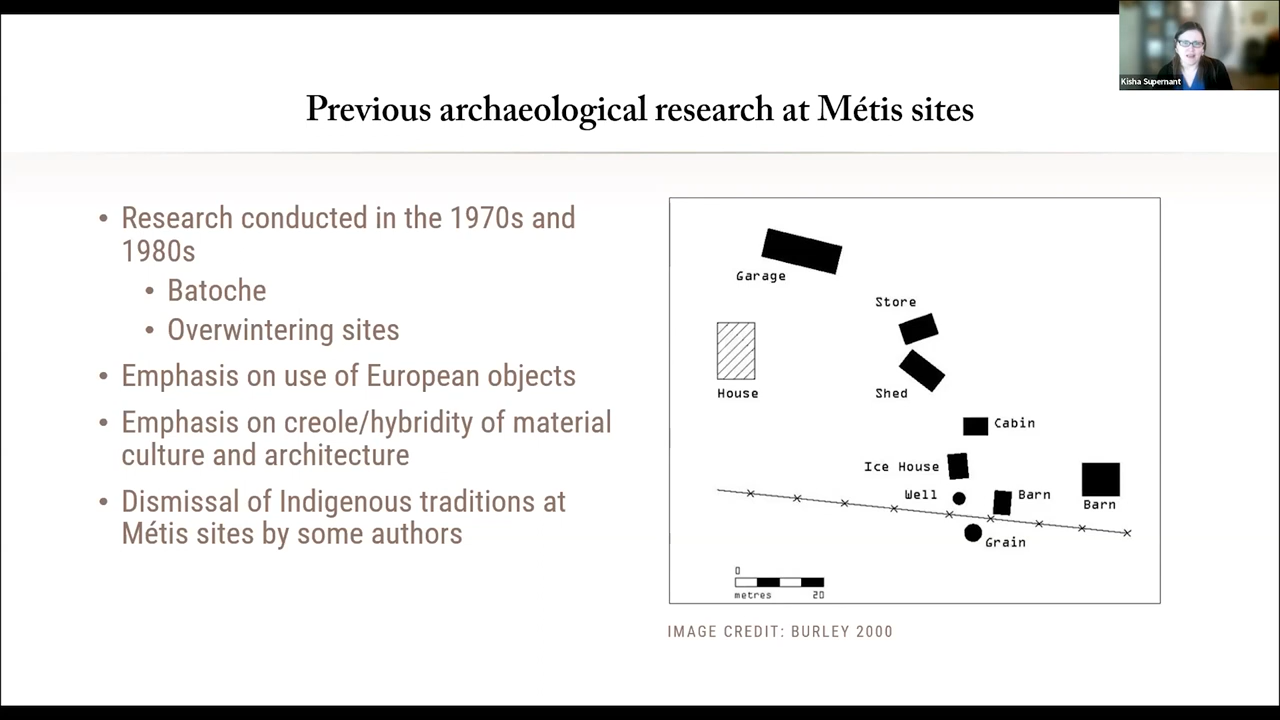 Kisha Supernant
Previous archaeological research at Métis sites
• Research conducted in the 1970s and
1980s
• Batoche
• Overwintering sites
• Emphasis on use of European objects
• Emphasis on creole/hybridity of material
culture and architecture
• Dismissal of Indigenous traditions at
Métis sites by some authors
Garage
Store
House
Shed
Cabin
Ice House
Well
Barn
Barn
Grain
0
metres 20
IMAGE CREDIT: BURLEY 2000